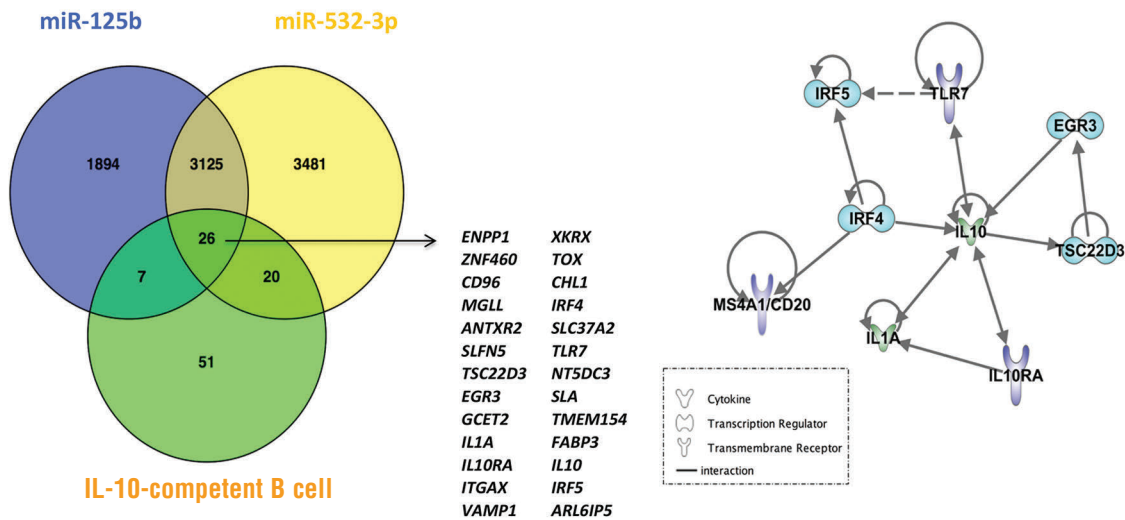 miR-125b
miR-532-3p
1894
3125
3481
26
7
20
51
IL-10-competent B cell
ENPP1 XKRX
ZNF460 TOX
CD96 CHL1
MGLL IRF4
ANTXR2 SLC37A2
SLFN5 TLR7
TSC22D3 NT5DC3
EGR3 SLA
GCET2 TMEM154
IL1A FABP3
IL10RA IL10
ITGAX IRF5
VAMP1 ARL6IP5
IRF5
TLR7
EGR3
IRF4
IL10
TSC22D3
MS4A1/CD20
IL1A
IL10RA
Cytokine
Transcription Regulator
Transmembrane Receptor
interaction